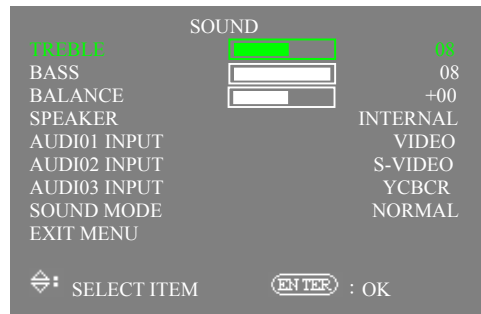 SOUND
TREBLE 08
BASS 08
BALANCE +00
SPEAKER INTERNAL
AUDI01 INPUT VIDEO
AUDI02 INPUT S-VIDEO
AUDI03 INPUT YCBCR
SOUND MODE NORMAL
EXIT MENU
: SELECT ITEM ENTER : OK